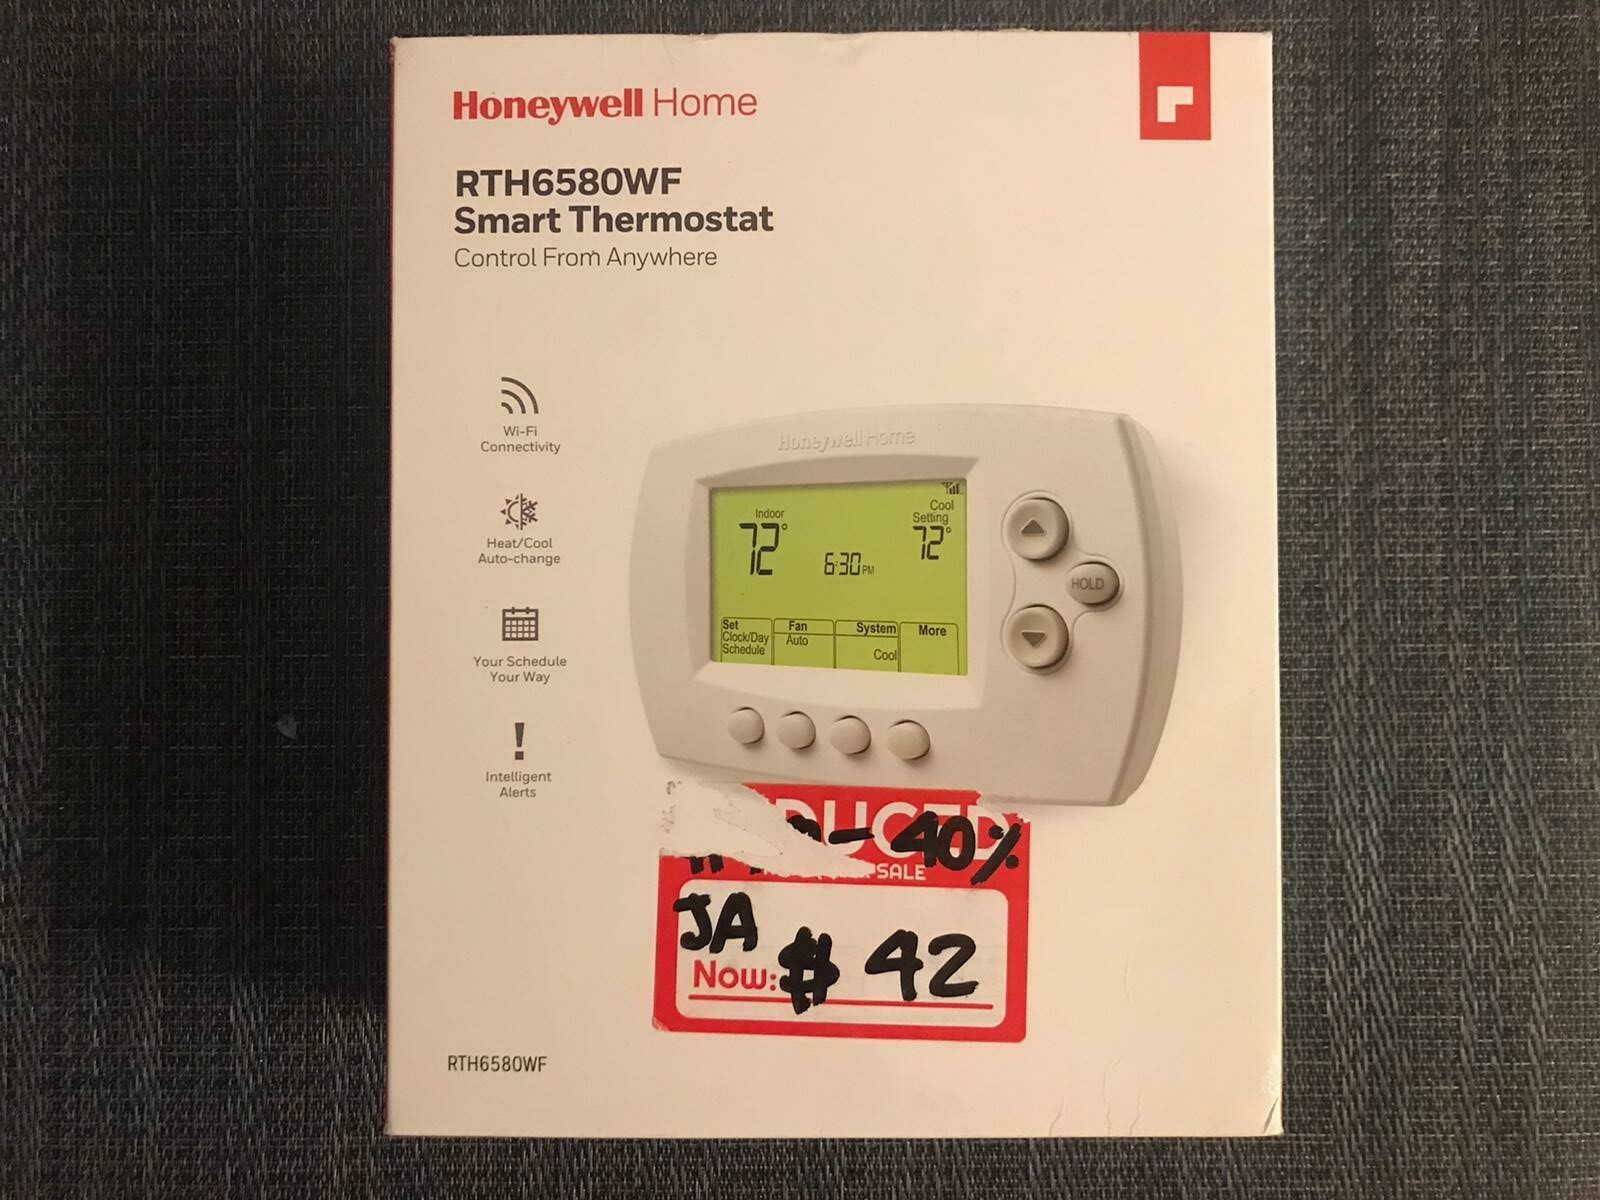 Honeywell Home
RTH6580WF
Smart Thermostat
Control From Anywhere
Wi-Fi
Connectivity
Heat/Cool
Auto-change
Your Schedule
Your Way
Intelligent
Alerts
Honeywell Home
Indoor
72°
6:30 PM
Cool
Setting
72°
Set
Clock/Day
Schedule
Fan
Auto
System
Cool
More
HOLD
- 40%
SALE
JA
Now: $ 42
RTH6580WF